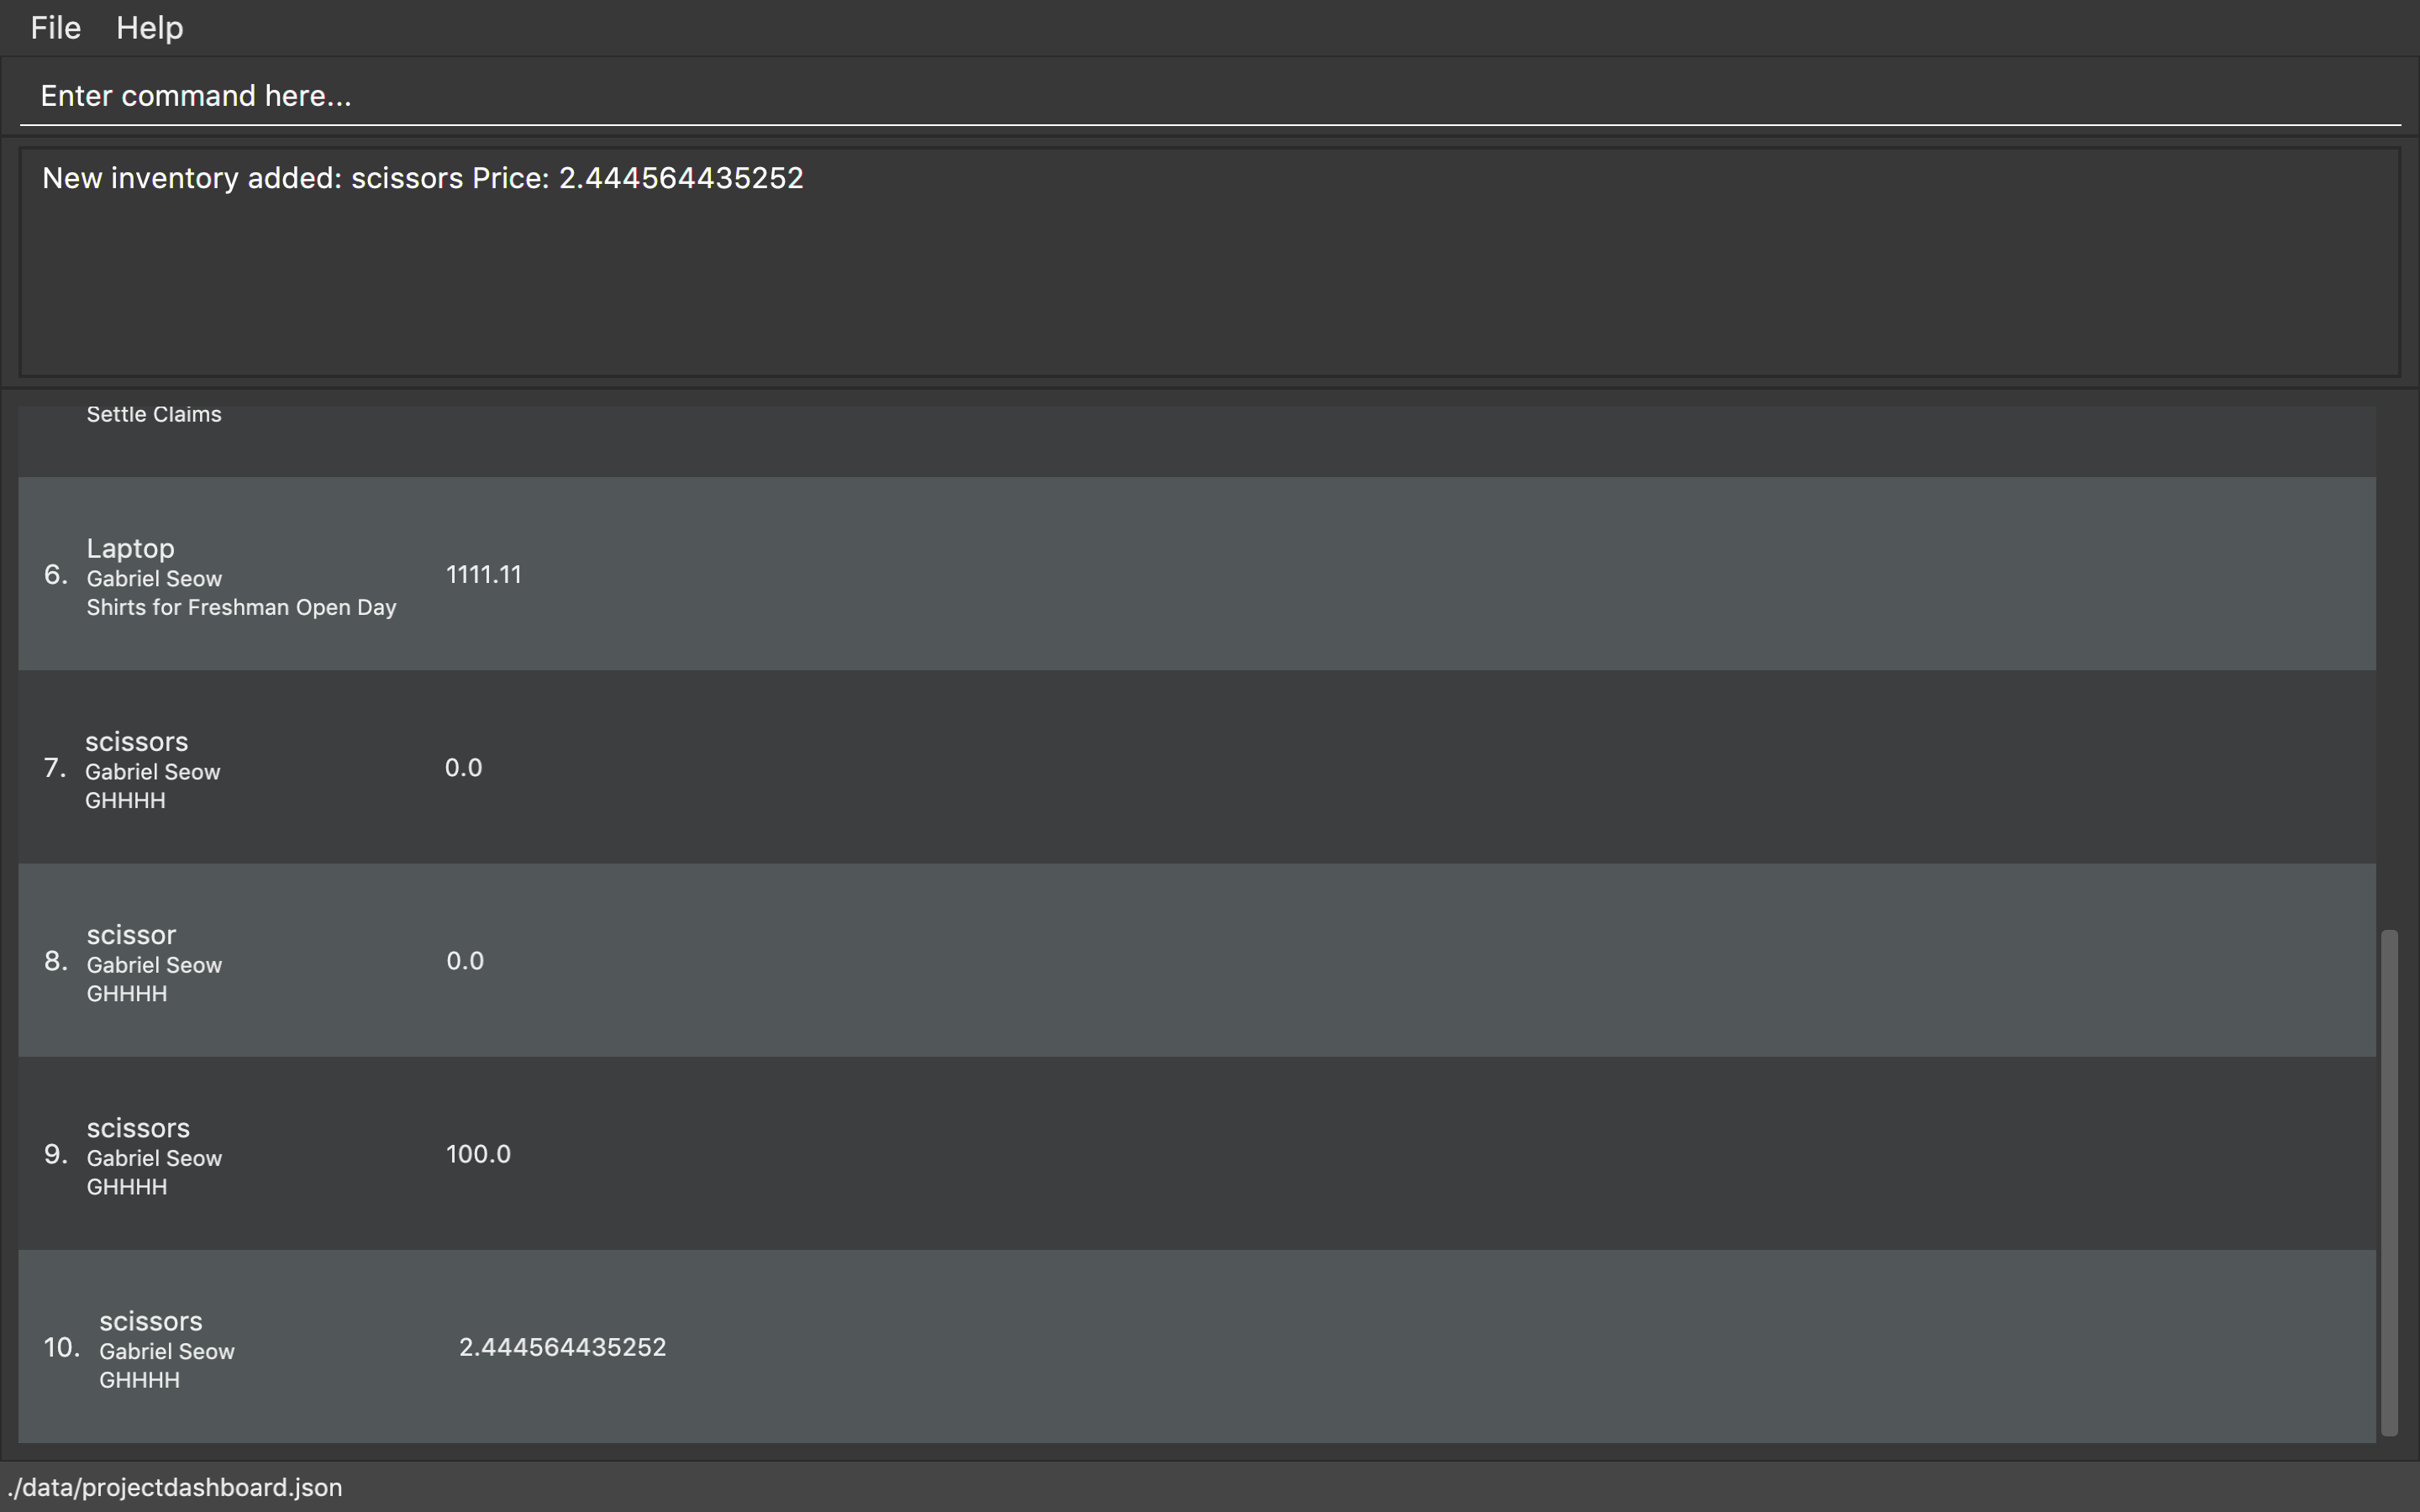 File Help
Enter command here...
New inventory added: scissors Price: 2.444564435252
Settle Claims
6. Laptop
Gabriel Seow
Shirts for Freshman Open Day
1111.11
7. scissors
Gabriel Seow
GHHHH
0.0
8. scissor
Gabriel Seow
GHHHH
0.0
9. scissors
Gabriel Seow
GHHHH
100.0
10. scissors
Gabriel Seow
GHHHH
2.444564435252
./data/projectdashboard.json